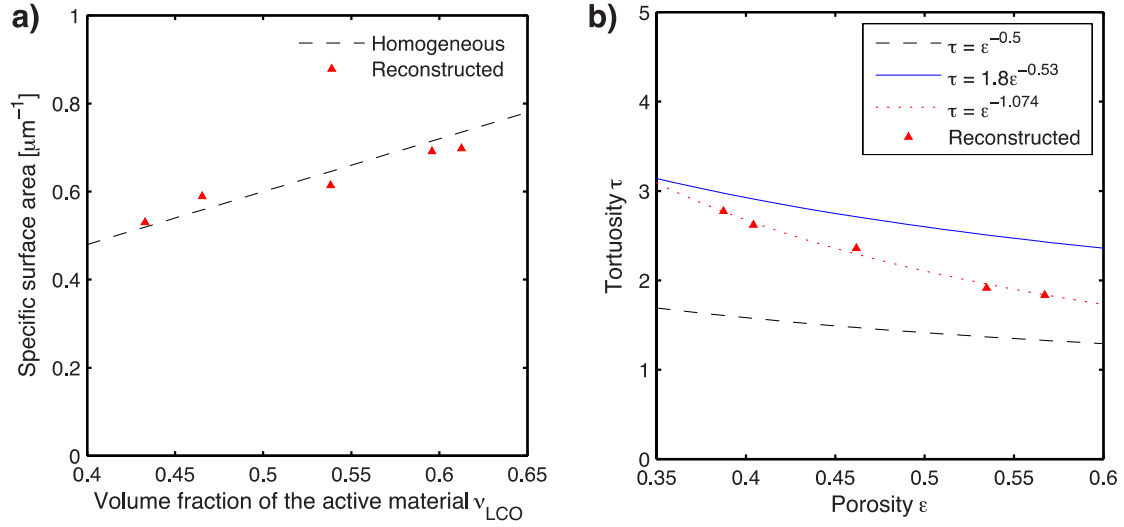 a)
1
0.8
0.6
0.4
0.2
0
0.4
0.45
0.5
0.55
0.6
0.65
Specific surface area [μm⁻¹]
Volume fraction of the active material ν_LCO
Homogeneous
Reconstructed
b)
5
4
3
2
1
0
0.35
0.4
0.45
0.5
0.55
0.6
Tortuosity τ
Porosity ε
τ = ε^−0.5
τ = 1.8ε^−0.53
τ = ε^−1.074
Reconstructed